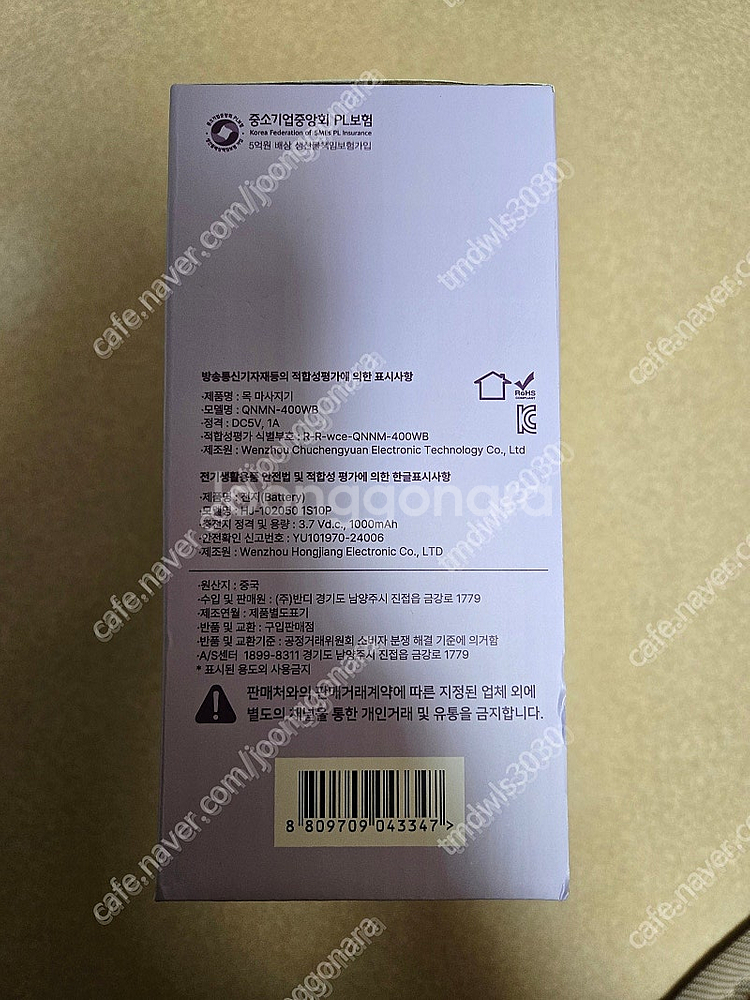 중소기업중앙회 PL보험
Korea Federation of SMEs PL Insurance
5억원 배상 생산물책임보험가입
방송통신기자재등의 적합성평가에 의한 표시사항
·제품명 : 목 마사지기
·모델명 : QNMN-400WB
·정격 : DC5V, 1A
·적합성평가 식별부호 : R-R-wce-QNNM-400WB
·제조원 : Wenzhou Chuchengyuan Electronic Technology Co., Ltd
RoHS
COMPLIANT
전기생활용품 안전법 및 적합성 평가에 의한 한글표시사항
·제품명 : 전지(Battery)
·모델명 : HJ-102050 1S10P
·충전지 정격 및 용량 : 3.7 Vd.c., 1000mAh
·안전확인 신고번호 : YU101970-24006
·제조원 : Wenzhou Hongjiang Electronic Co., LTD
·원산지 : 중국
·수입 및 판매원 : (주)반디 경기도 남양주시 진접읍 금강로 1779
·제조연월 : 제품별도표기
·반품 및 교환 : 구입판매점
·반품 및 교환기준 : 공정거래위원회 소비자 분쟁 해결 기준에 의거함
·A/S센터 1899-8311 경기도 남양주시 진접읍 금강로 1779
* 표시된 용도외 사용금지
판매처와의 판매거래계약에 따른 지정된 업체 외에
별도의 채널을 통한 개인거래 및 유통을 금지합니다.
8 809709 043347 >
joonggonara
cafe.naver.com/joonggonara
tmdwls3030)